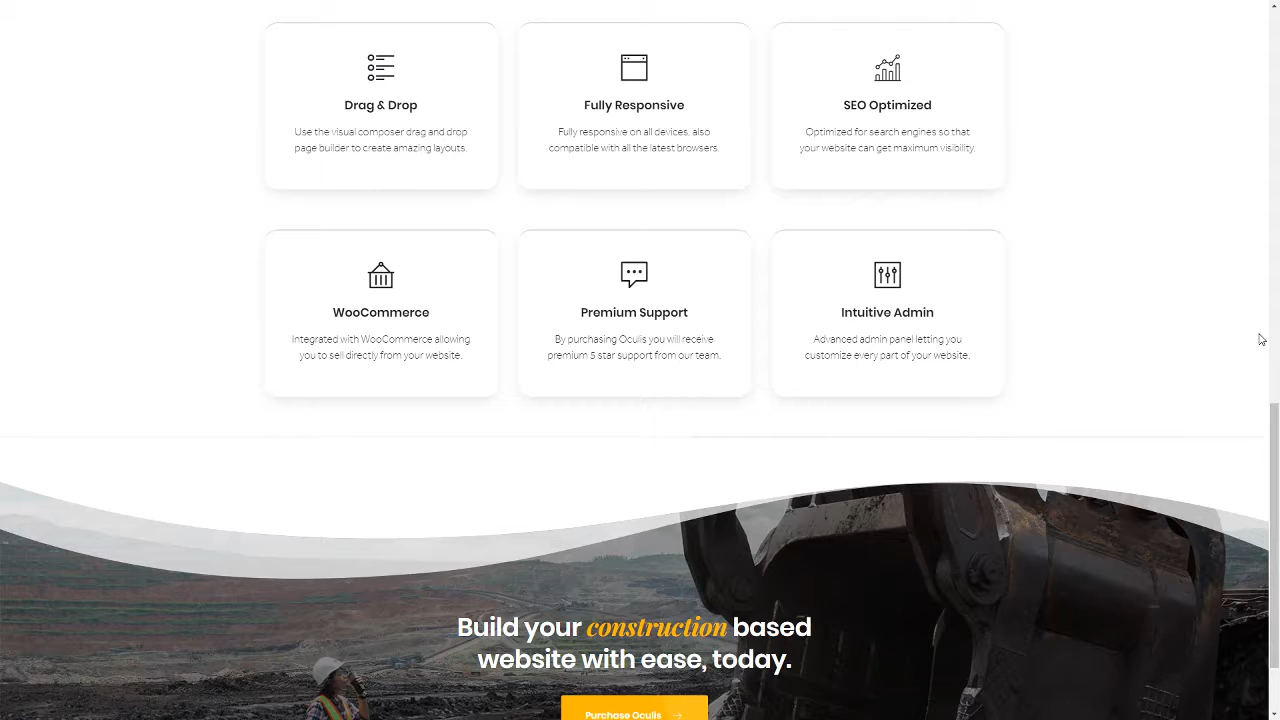 Drag & Drop
Use the visual composer drag and drop
page builder to create amazing layouts.
Fully Responsive
Fully responsive on all devices, also
compatible with all the latest browsers.
SEO Optimized
Optimized for search engines so that
your website can get maximum visibility.
WooCommerce
Integrated with WooCommerce allowing
you to sell directly from your website.
Premium Support
By purchasing Oculis you will receive
premium 5 star support from our team.
Intuitive Admin
Advanced admin panel letting you
customize every part of your website.
Build your construction based
website with ease, today.
Purchase Oculis